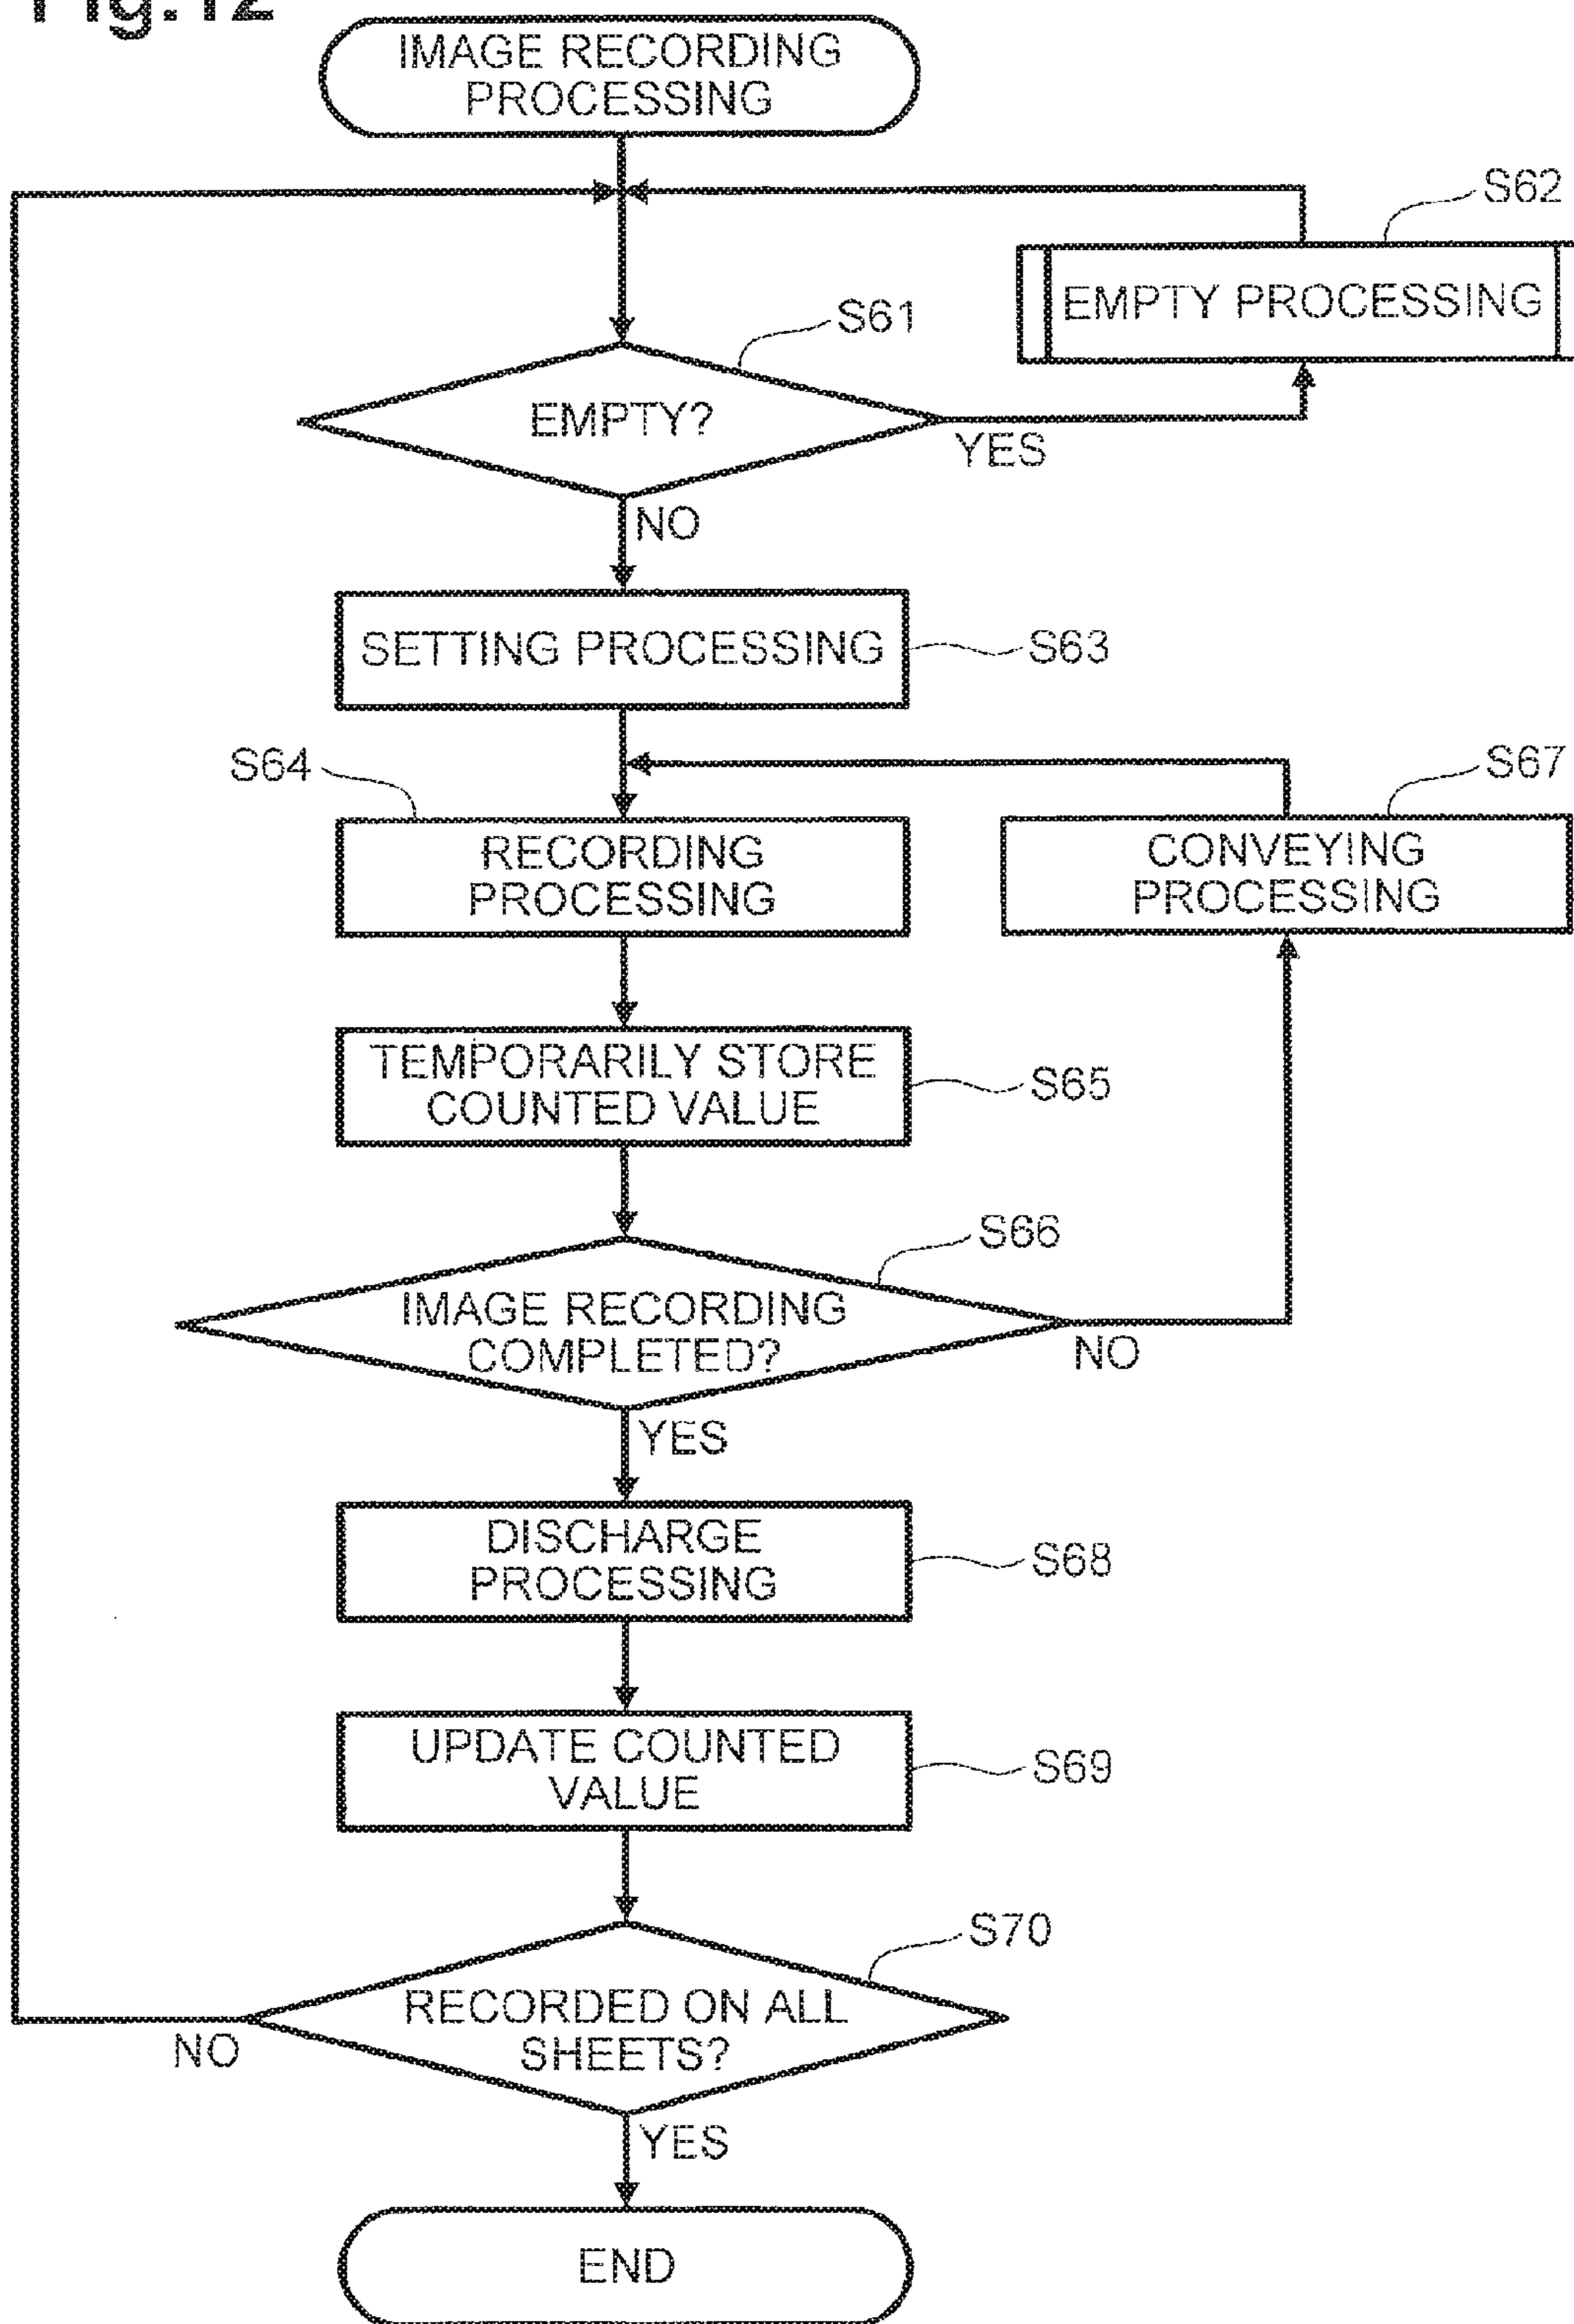 Fig.12
IMAGE RECORDING
PROCESSING
S62
EMPTY PROCESSING
S61
EMPTY?
YES
NO
SETTING PROCESSING
S63
S64
S67
RECORDING
PROCESSING
CONVEYING
PROCESSING
TEMPORARILY STORE
COUNTED VALUE
S65
S66
IMAGE RECORDING
COMPLETED?
NO
YES
DISCHARGE
PROCESSING
S68
UPDATE COUNTED
VALUE
S69
S70
RECORDED ON ALL
SHEETS?
NO
YES
END